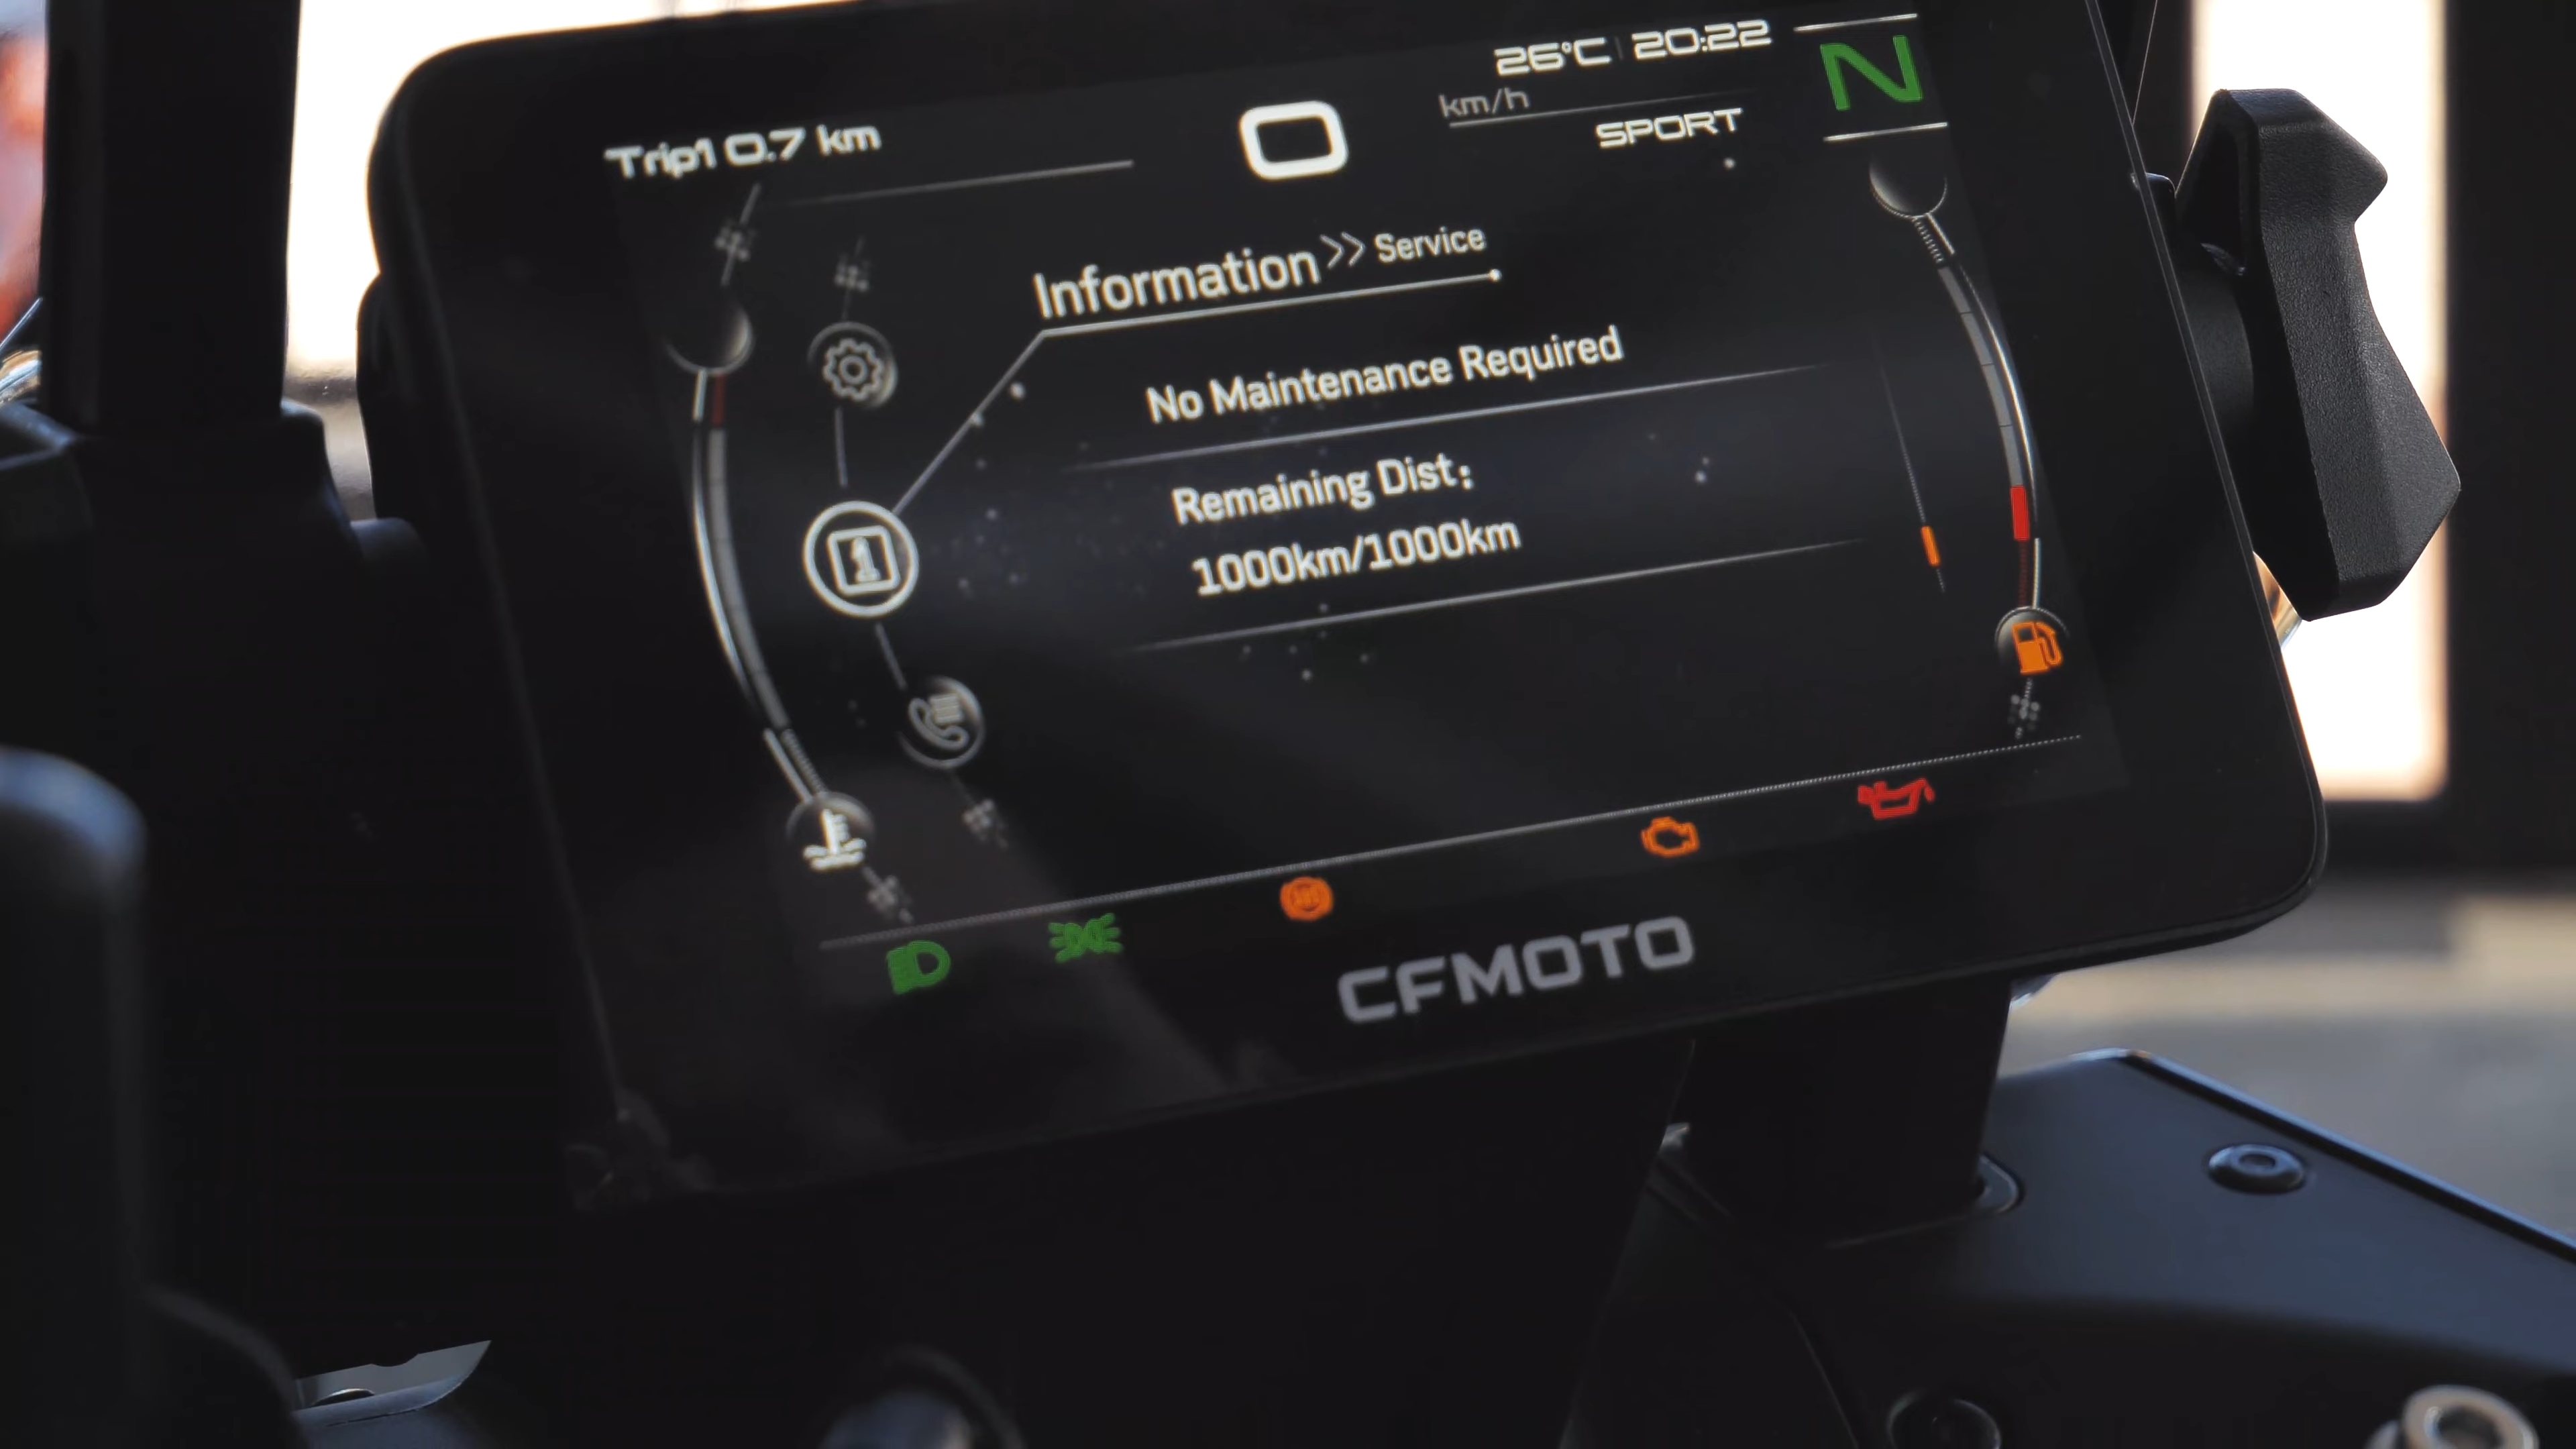 26°C 20:22
km/h
N
Trip1 0.7 km
0
SPORT
Information >> Service
No Maintenance Required
Remaining Dist:
1000km/1000km
CFMOTO